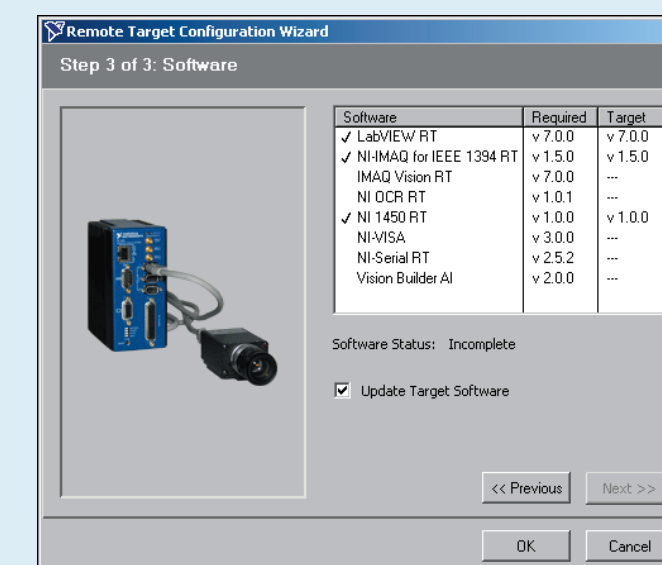 Remote Target Configuration Wizard
Step 3 of 3: Software
Software Required Target
LabVIEW RT v 7.0.0 v 7.0.0
NI-IMAQ for IEEE 1394 RT v 1.5.0 v 1.5.0
IMAQ Vision RT v 7.0.0 ---
NI OCR RT v 1.0.1 ---
NI 1450 RT v 1.0.0 v 1.0.0
NI-VISA v 3.0.0 ---
NI-Serial RT v 2.5.2 ---
Vision Builder AI v 2.0.0 ---
Software Status: Incomplete
Update Target Software
<< Previous Next >>
OK Cancel